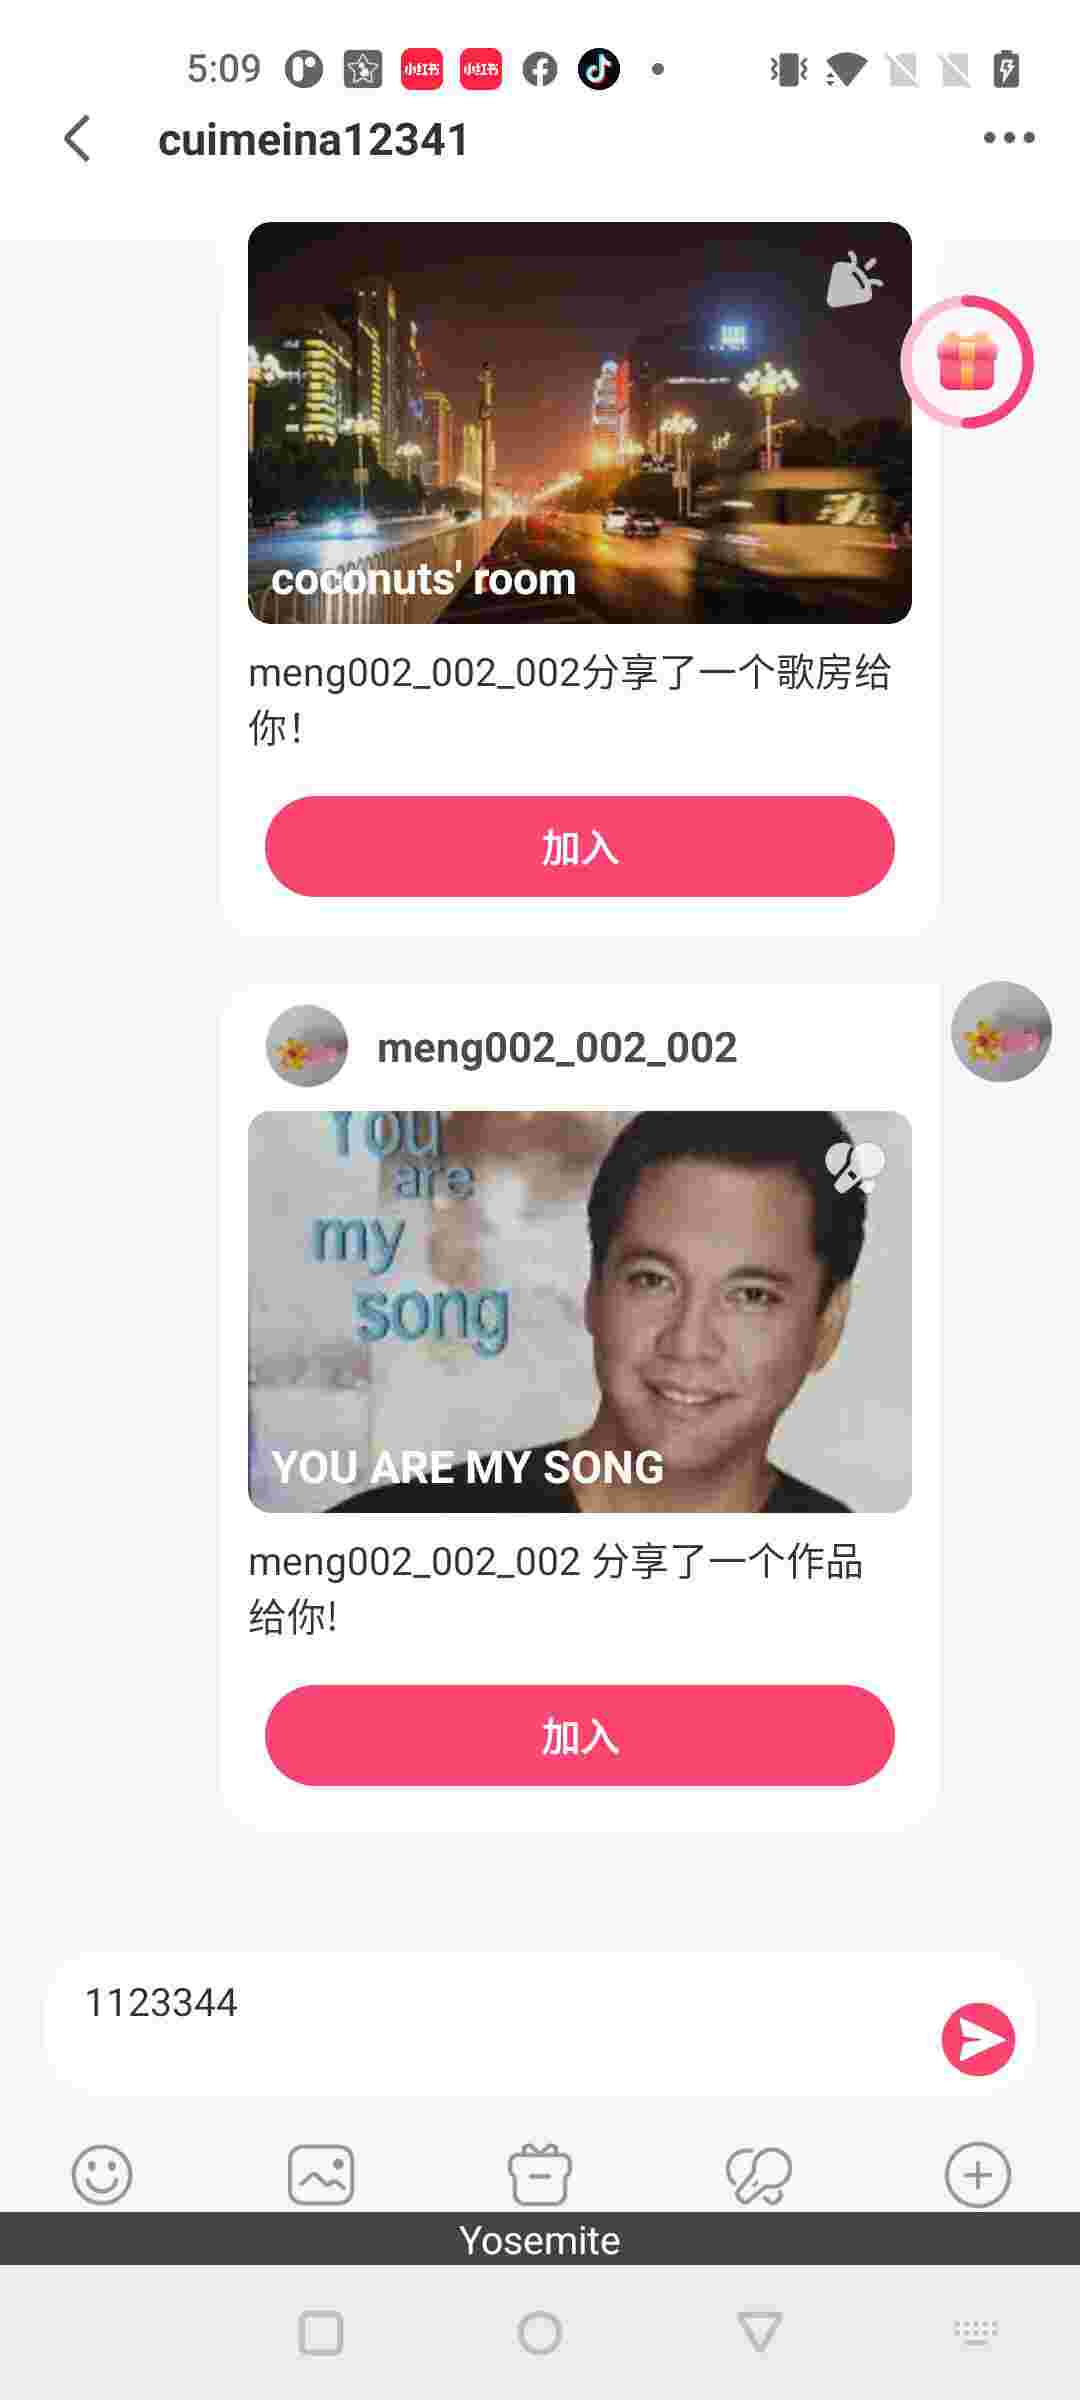 5:09
小红书
小红书
cuimeina12341
coconuts' room
meng002_002_002分享了一个歌房给
你！
加入
meng002_002_002
You
are
my
song
YOU ARE MY SONG
meng002_002_002 分享了一个作品
给你!
加入
1123344
Yosemite